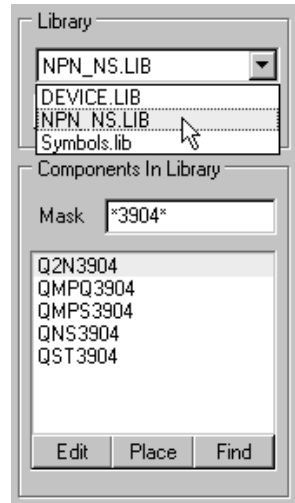 Library
NPN_NS.LIB
DEVICE.LIB
NPN_NS.LIB
Symbols.lib
Components In Library
Mask *3904*
Q2N3904
QMPQ3904
QMPS3904
QNS3904
QST3904
Edit Place Find